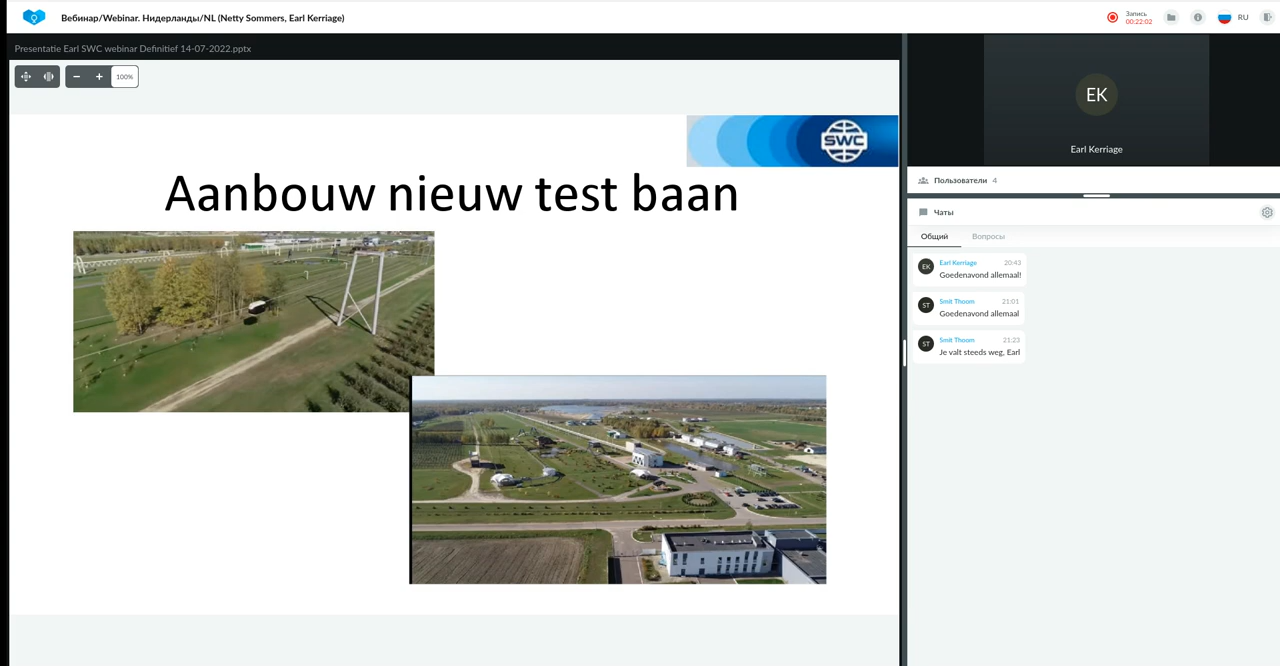 Вебинар/Webinar. Нидерланды/NL (Netty Sommers, Earl Kerriage)
Запись
00:22:02
RU
Presentatie Earl SWC webinar Definitief 14-07-2022.pptx
100%
SWC
Aanbouw nieuw test baan
EK
Earl Kerriage
Пользователи 4
Чаты
Общий
Вопросы
EK
Earl Kerriage 20:43
Goedenavond allemaal!
ST
Smit Thoom 21:01
Goedenavond allemaal
ST
Smit Thoom 21:23
Je valt steeds weg, Earl